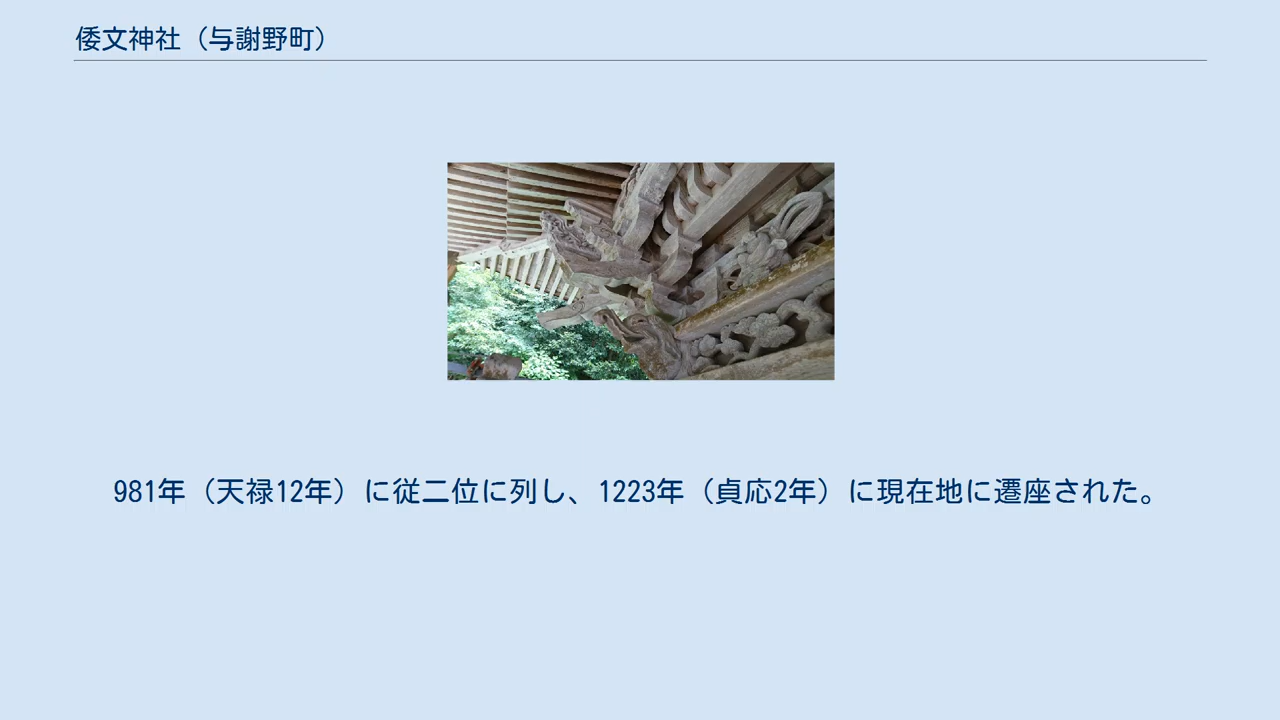 倭文神社（与謝野町）
981年（天禄12年）に従二位に列し、1223年（貞応2年）に現在地に遷座された。